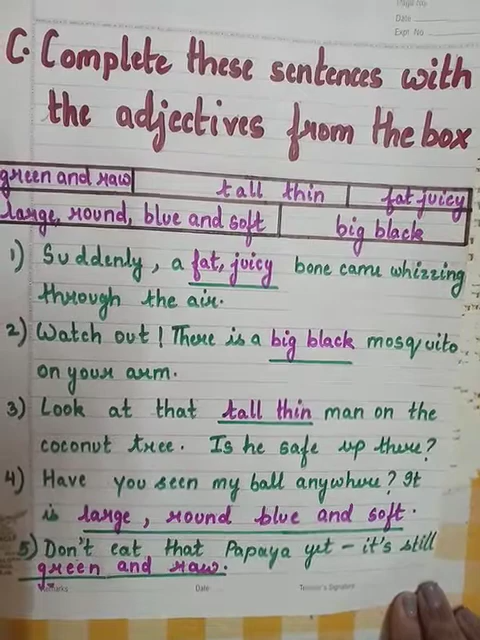 Page No.
Date
Expt. No.
C. Complete these sentences with
the adjectives from the box
green and raw tall thin fat juicy
large, round, blue and soft big black
1) Suddenly, a fat, juicy bone came whizzing
through the air.
2) Watch out! There is a big black mosquito
on your arm.
3) Look at that tall thin man on the
coconut tree. Is he safe up there?
4) Have you seen my ball anywhere? It
is large, round blue and soft.
5) Don't eat that Papaya yet - it's still
green and raw.
Remarks Date: Teacher's Signature